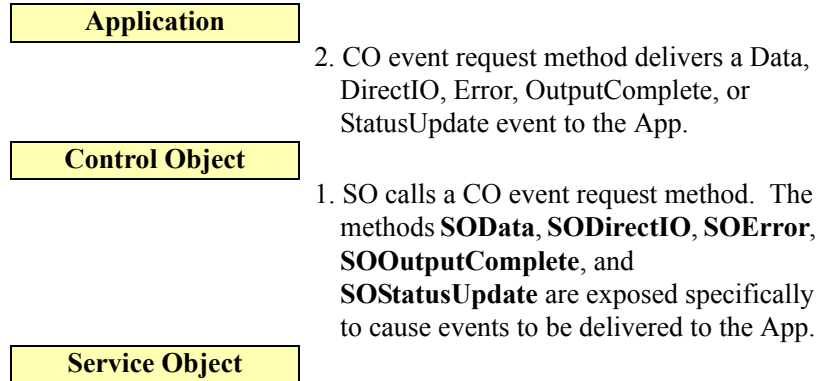 Application
2. CO event request method delivers a Data,
DirectIO, Error, OutputComplete, or
StatusUpdate event to the App.
Control Object
1. SO calls a CO event request method.  The
methods SOData, SODirectIO, SOError,
SOOutputComplete, and
SOStatusUpdate are exposed specifically
to cause events to be delivered to the App.
Service Object